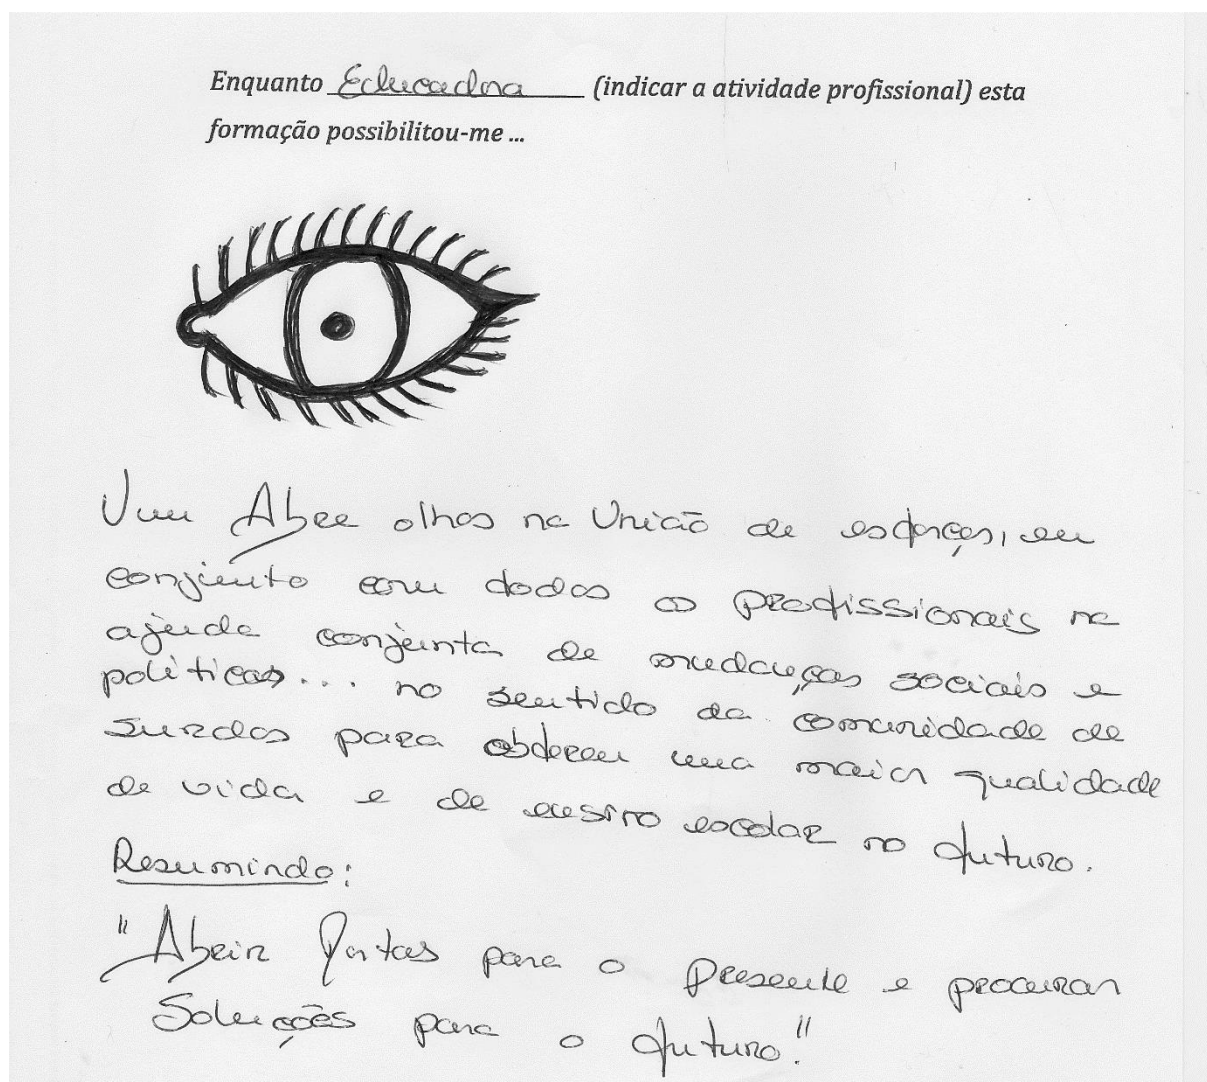 Enquanto Educadora (indicar a atividade profissional) esta
formação possibilitou-me ...
Um Abre olhos na União de esforços, em
conjunto com todos os profissionais na
ajuda conjunta de mudanças sociais e
políticas... no sentido da comunidade de
surdos para obterem uma maior qualidade
de vida e de ensino escolar no futuro.
Resumindo:
"Abrir Portas para o presente e procurar
Soluções para o futuro."